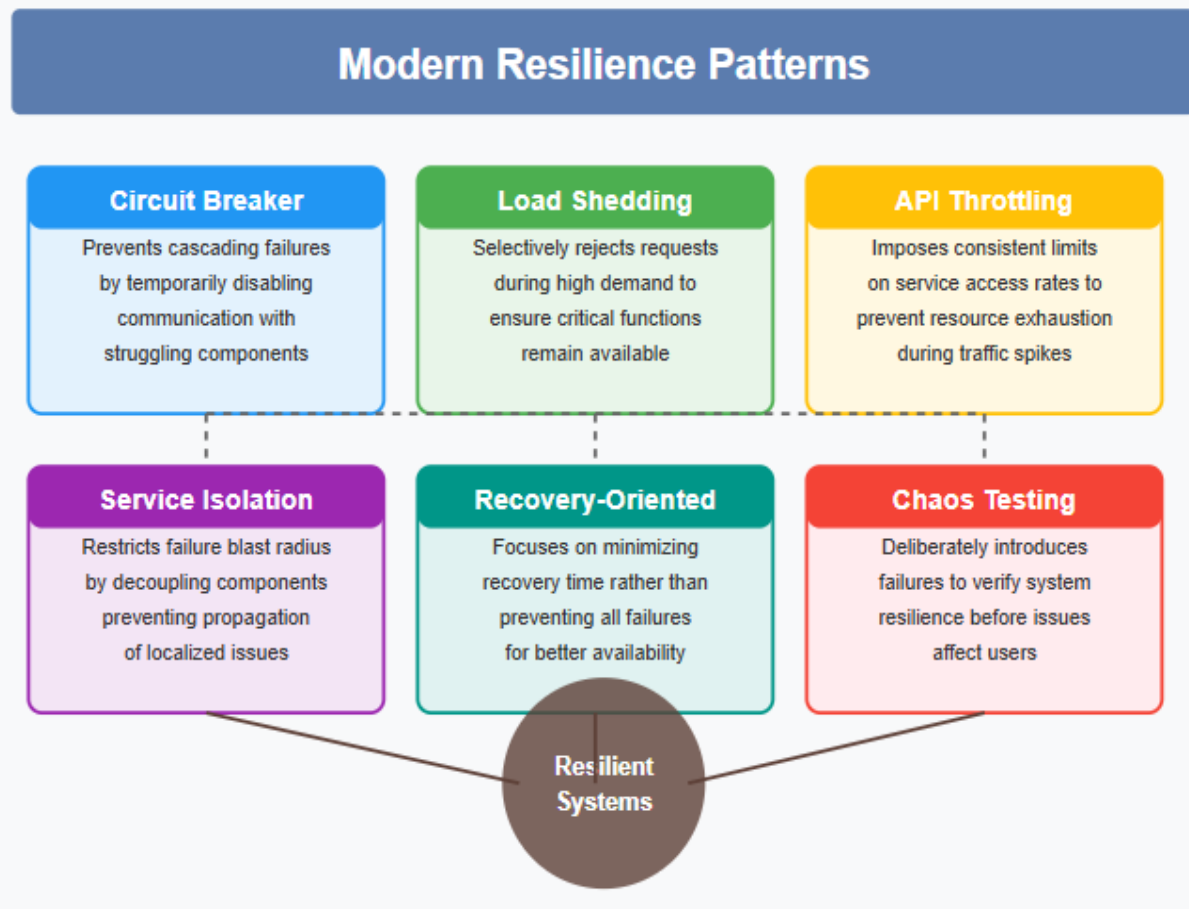 Modern Resilience Patterns
Circuit Breaker
Prevents cascading failures
by temporarily disabling
communication with
struggling components
Load Shedding
Selectively rejects requests
during high demand to
ensure critical functions
remain available
API Throttling
Imposes consistent limits
on service access rates to
prevent resource exhaustion
during traffic spikes
Service Isolation
Restricts failure blast radius
by decoupling components
preventing propagation
of localized issues
Recovery-Oriented
Focuses on minimizing
recovery time rather than
preventing all failures
for better availability
Chaos Testing
Deliberately introduces
failures to verify system
resilience before issues
affect users
Resilient
Systems